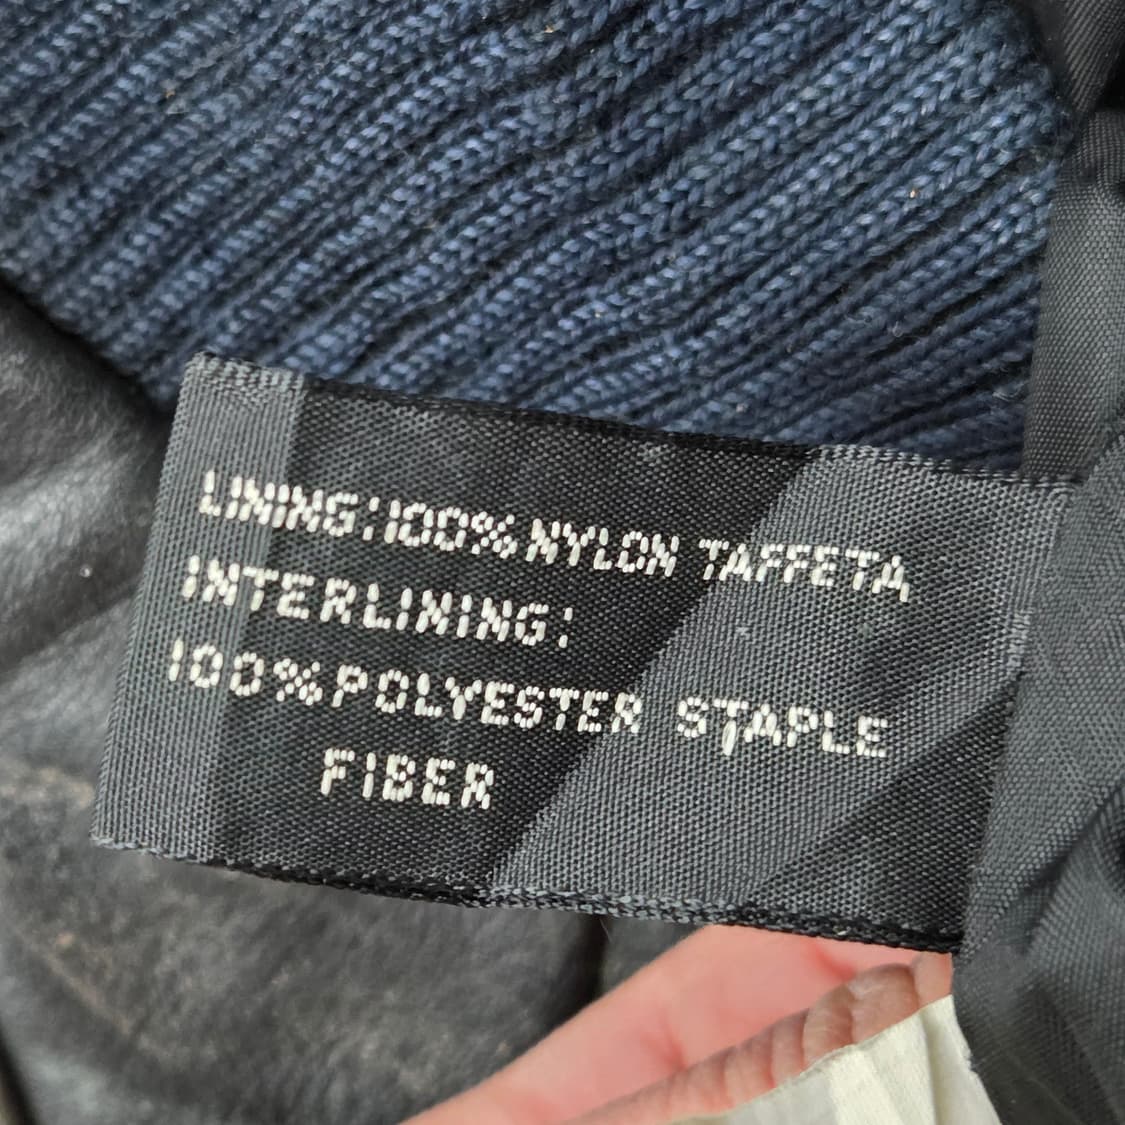 LINING:100% NYLON TAFFETA
INTERLINING:
100% POLYESTER STAPLE
FIBER